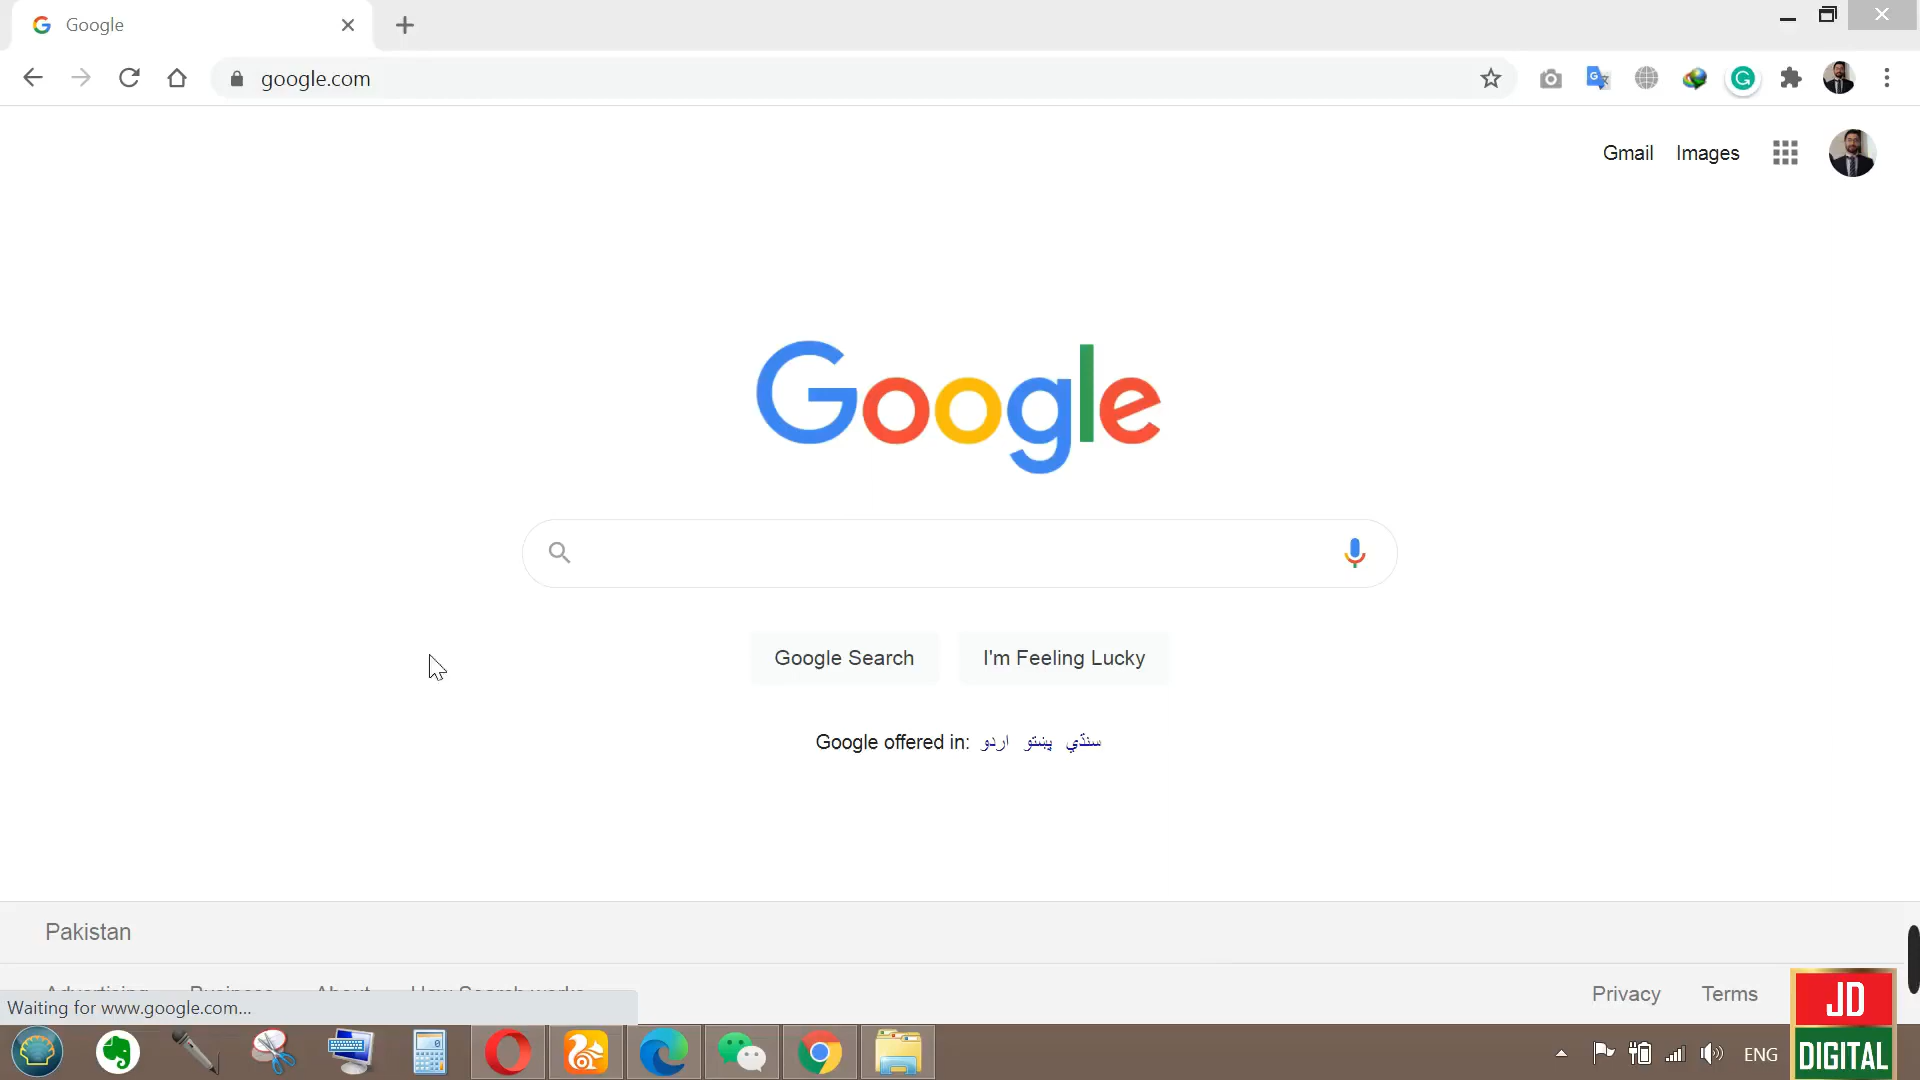 Google
google.com
Gmail Images
Google
Google Search I'm Feeling Lucky
Google offered in: اردو پښتو سنڌي
Pakistan
Advertising Business About How Search works
Privacy Terms
Waiting for www.google.com...
ENG
JD
DIGITAL